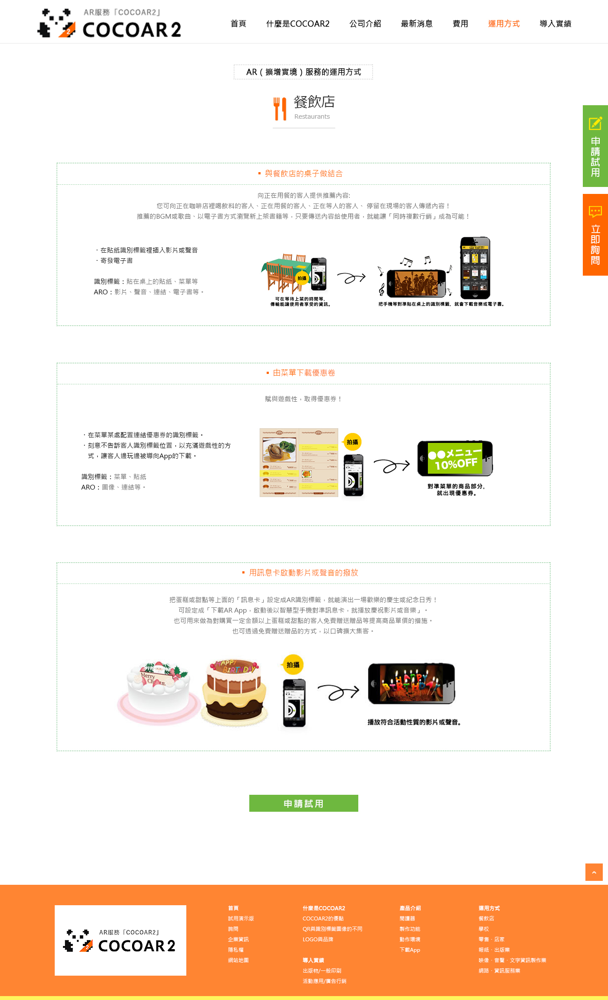 AR服務「COCOAR2」
COCOAR2
首頁
什麼是COCOAR2
公司介紹
最新消息
費用
運用方式
導入實績
AR（擴增實境）服務的運用方式
餐飲店
Restaurants
申請試用
立即詢問
與餐飲店的桌子做結合
向正在用餐的客人提供推薦內容:
您可向正在咖啡店裡喝飲料的客人、正在用餐的客人、正在等人的客人、 停留在現場的客人傳遞內容！
推薦的BGM或歌曲、以電子書方式瀏覽新上架書籍等，只要傳送內容給使用者，就能讓「同時複數行銷」成為可能！
．在貼紙識別標籤裡插入影片或聲音
．寄發電子書
識別標籤：貼在桌上的貼紙、菜單等
ARO：影片、聲音、連結、電子書等。
拍攝
可在等待上菜的時間等，
傳輸能讓使用者享受的資訊。
把手機等對準貼在桌上的識別標籤，就會下載音樂或電子書。
由菜單下載優惠卷
賦與遊戲性，取得優惠券！
．在菜單某處配置連結優惠券的識別標籤。
．刻意不告訴客人識別標籤位置，以充滿遊戲性的方
式，讓客人邊玩邊被導向App的下載。
識別標籤：菜單、貼紙
ARO：圖像、連結等。
拍攝
●●メニュー
10%OFF
對準菜單的商品部分，
就出現優惠券。
用訊息卡啟動影片或聲音的撥放
把蛋糕或甜點等上面的「訊息卡」設定成AR識別標籤，就能演出一場歡樂的慶生或紀念日秀！
可設定成「下載AR App，啟動後以智慧型手機對準訊息卡，就播放慶祝影片或音樂」。
也可用來做為對購買一定金額以上蛋糕或甜點的客人免費贈送贈品等提高商品單價的措施。
也可透過免費贈送贈品的方式，以口碑擴大集客。
Merry
HAPPY
BIRTHDAY
拍攝
HAPPY
BIRTHDAY
播放符合活動性質的影片或聲音。
申請試用
AR服務「COCOAR2」
COCOAR2
首頁
試用演示版
詢問
企業資訊
隱私權
網站地圖
什麼是COCOAR2
COCOAR2的優點
QR與識別標籤圖像的不同
LOGO與品牌
導入實績
出版物/一般印刷
活動應用/廣告行銷
產品介紹
閱讀器
製作功能
動作環境
下載App
運用方式
餐飲店
學校
零售．店家
報紙．出版業
映像．音聲．文字資訊製作業
網路．資訊服務業